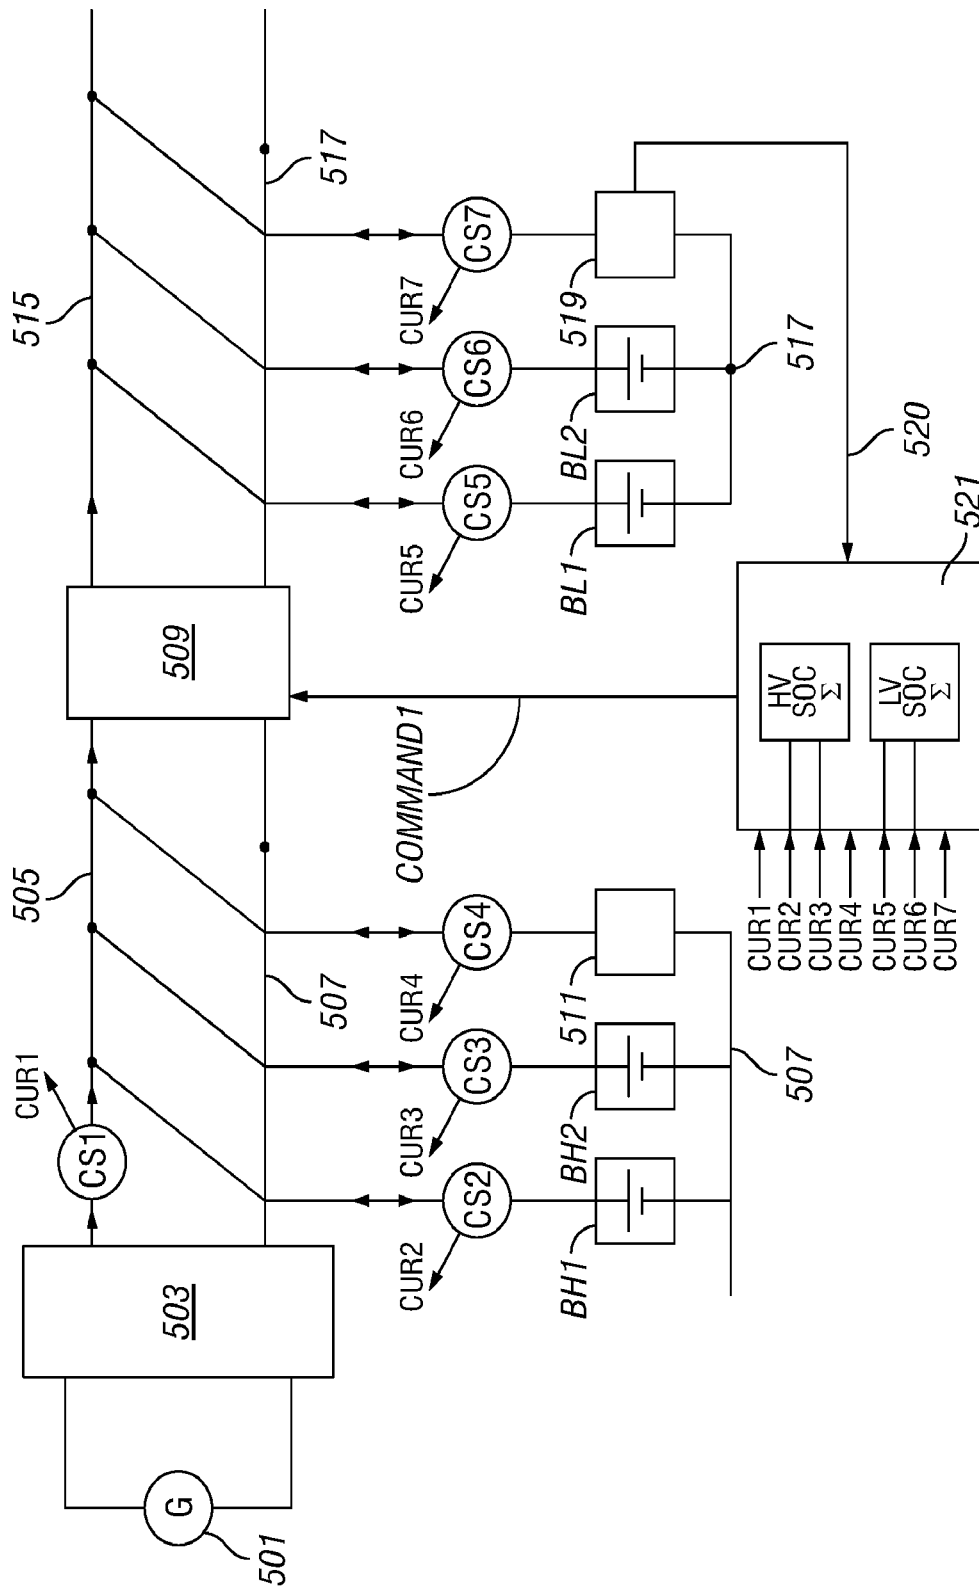 501
G
503
CS1
CUR1
505
507
509
515
517
CS2
CUR2
CS3
CUR3
CS4
CUR4
CS5
CUR5
CS6
CUR6
CS7
CUR7
BH1
BH2
511
507
BL1
BL2
519
517
520
521
COMMAND1
CUR1
CUR2
CUR3
CUR4
CUR5
CUR6
CUR7
HV
SOC
Σ
LV
SOC
Σ